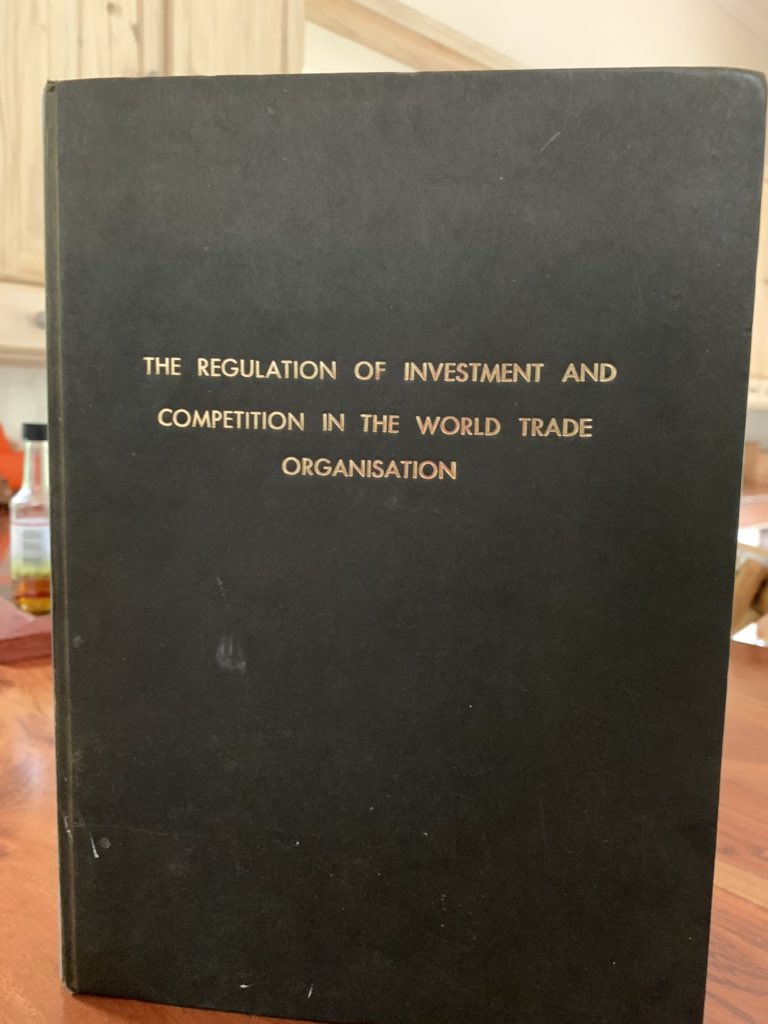 THE REGULATION OF INVESTMENT AND
COMPETITION IN THE WORLD TRADE
ORGANISATION